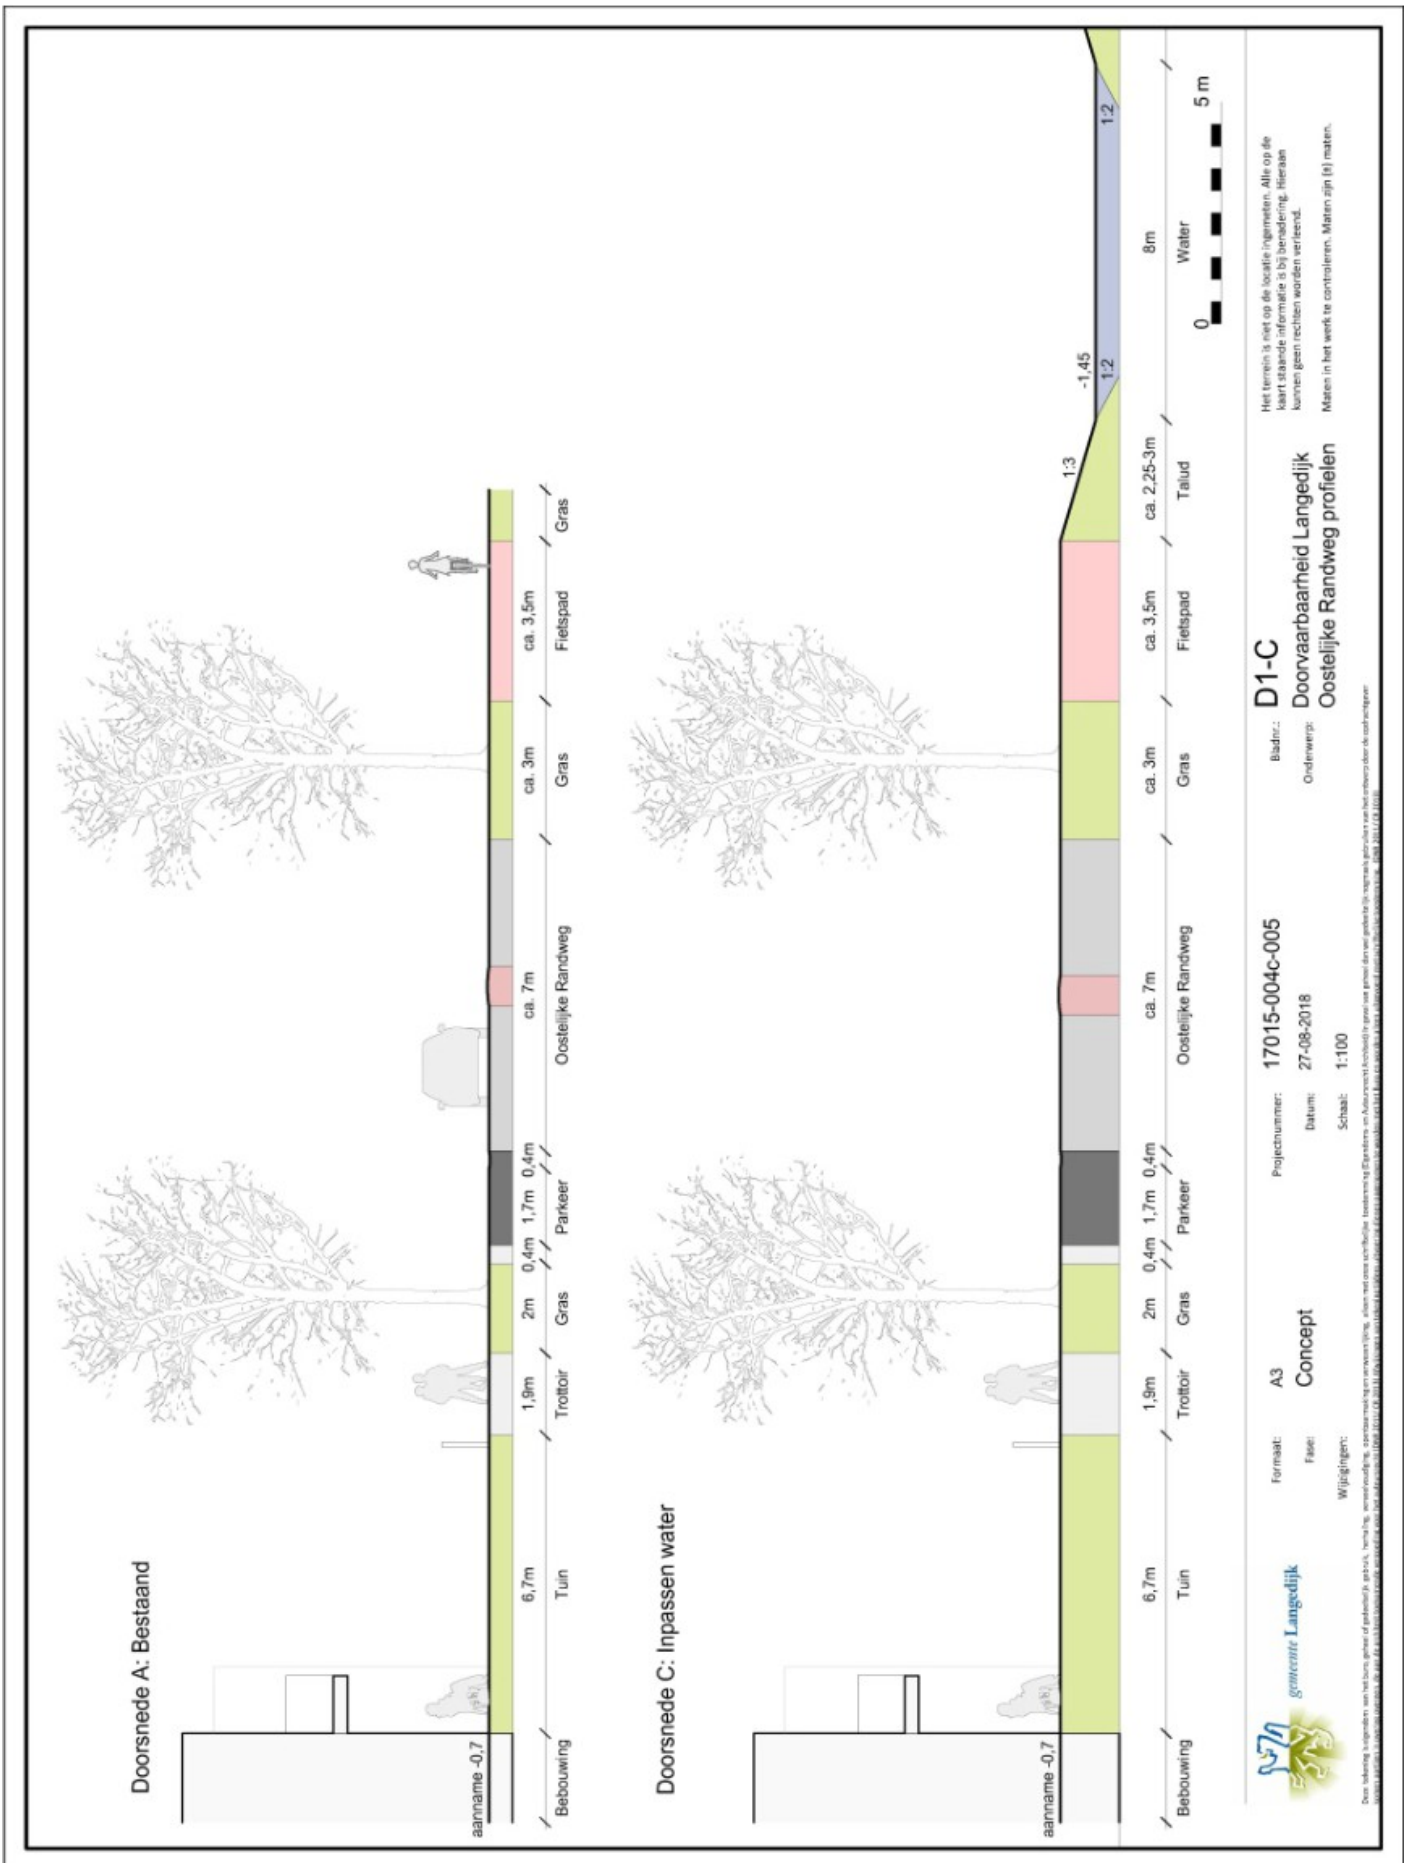 Doorsnede A: Bestaand
aanname -0,7
6,7m 1,9m 2m 0,4m 1,7m 0,4m ca. 7m ca. 3m ca. 3,5m
Bebouwing Tuin Trottoir Gras Parkeer Oostelijke Randweg Gras Fietspad Gras
Doorsnede C: Inpassen water
aanname -0,7
1:3 -1,45
1:2 1:2
6,7m 1,9m 2m 0,4m 1,7m 0,4m ca. 7m ca. 3m ca. 3,5m ca. 2,25-3m 8m
Bebouwing Tuin Trottoir Gras Parkeer Oostelijke Randweg Gras Fietspad Talud Water
0 5 m
gemeente Langedijk
Formaat: A3
Fase: Concept
Wijzigingen:
Projectnummer: 17015-004c-005
Datum: 27-08-2018
Schaal: 1:100
Bladnr.: D1-C
Onderwerp: Doorvaarbaarheid Langedijk
Oostelijke Randweg profielen
Het terrein is niet op de locatie ingemeten. Alle op de
kaart staande informatie is bij benadering. Hieraan
kunnen geen rechten worden verleend.
Maten in het werk te controleren. Maten zijn (±) maten.